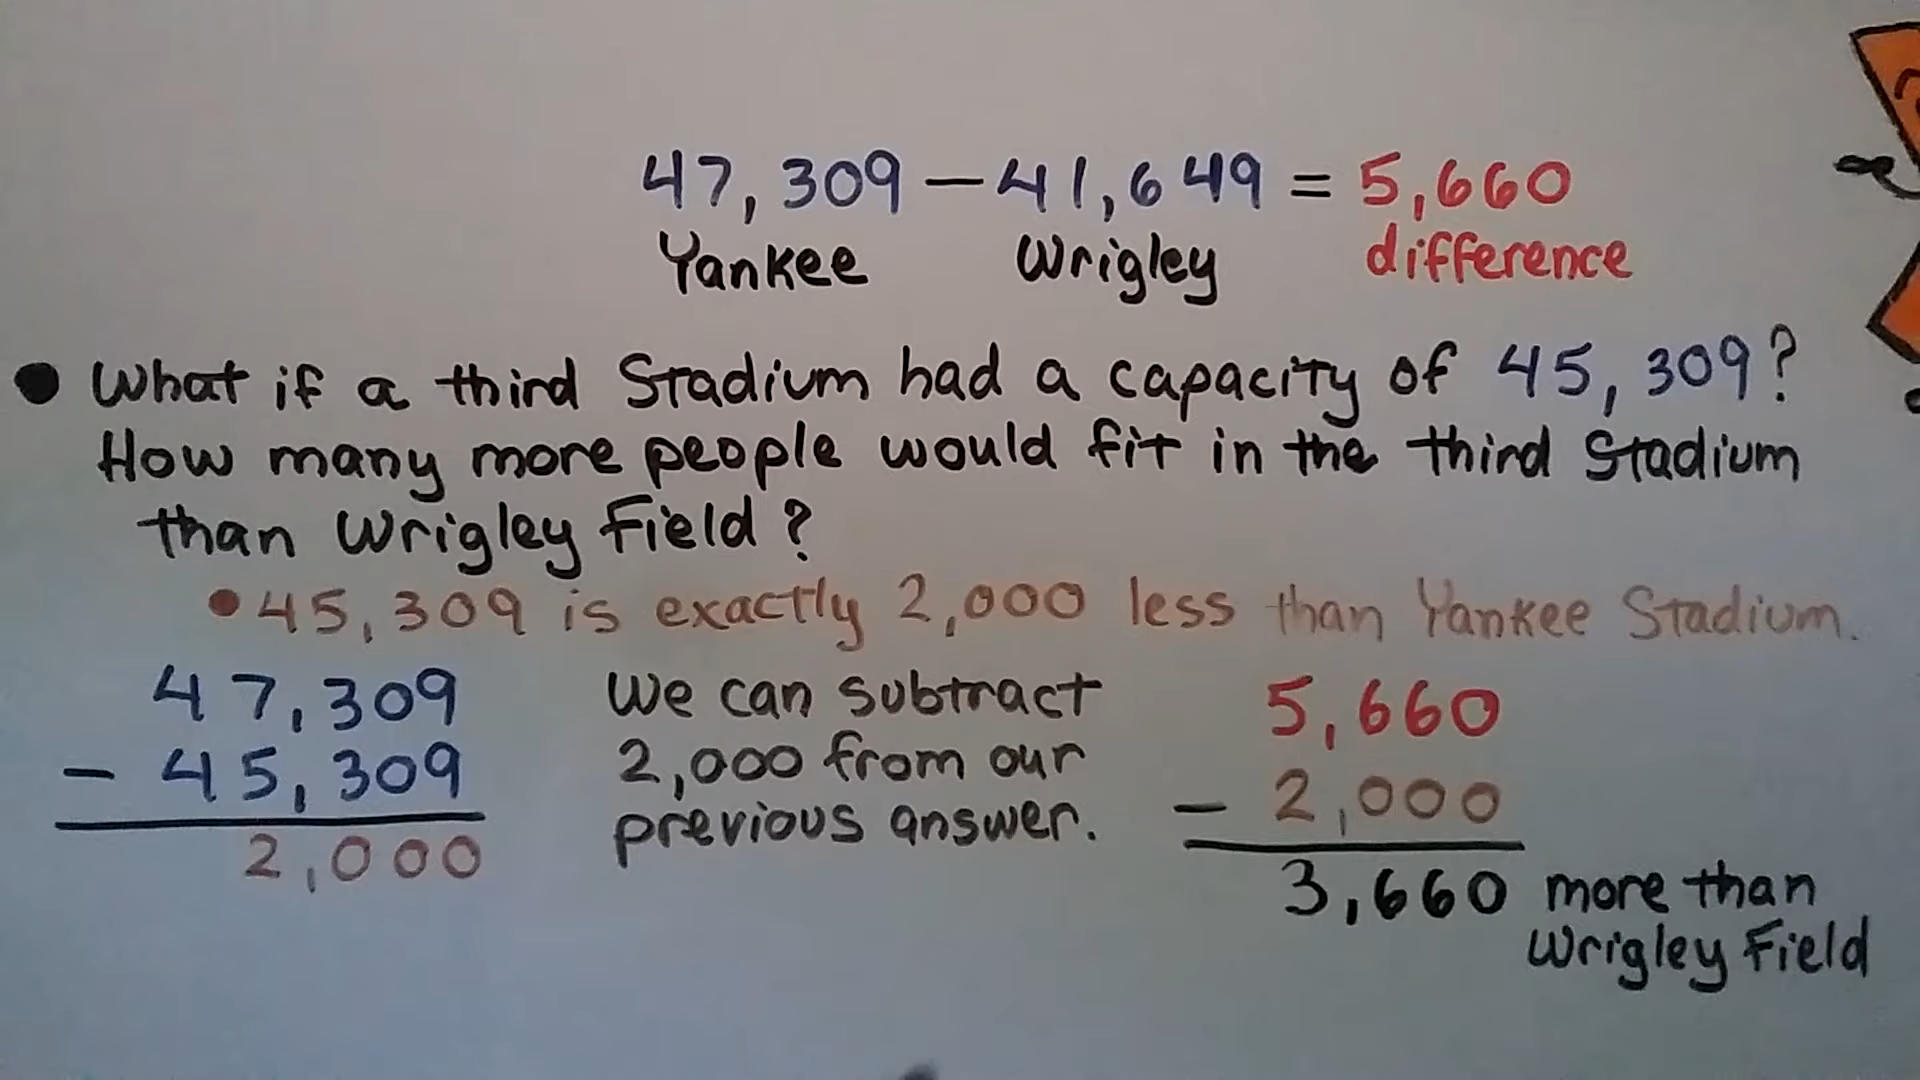 47,309 — 41,649 = 5,660
Yankee Wrigley difference
• What if a third Stadium had a capacity of 45,309?
How many more people would fit in the third Stadium
than Wrigley Field?
• 45,309 is exactly 2,000 less than Yankee Stadium.
47,309
- 45,309
2,000
We can subtract
2,000 from our
previous answer.
5,660
- 2,000
3,660 more than
Wrigley Field